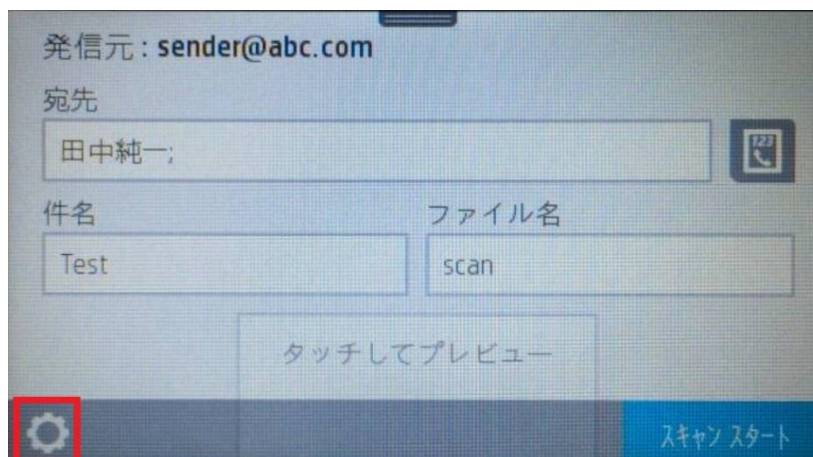 発信元 : sender@abc.com
宛先
田中純一;
123
件名 ファイル名
Test scan
タッチしてプレビュー
スキャン スタート